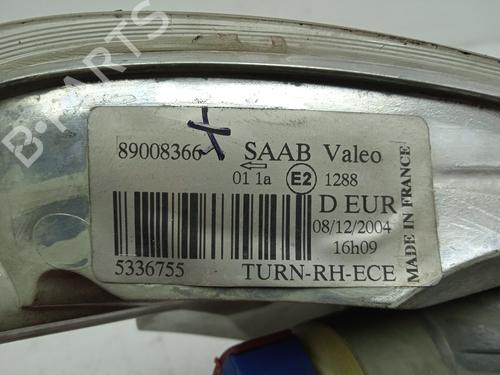 B-PARTS
89008366 X SAAB Valeo
01 1a E2 1288
D EUR
08/12/2004
16h09
5336755 TURN-RH-ECE
MADE IN FRANCE